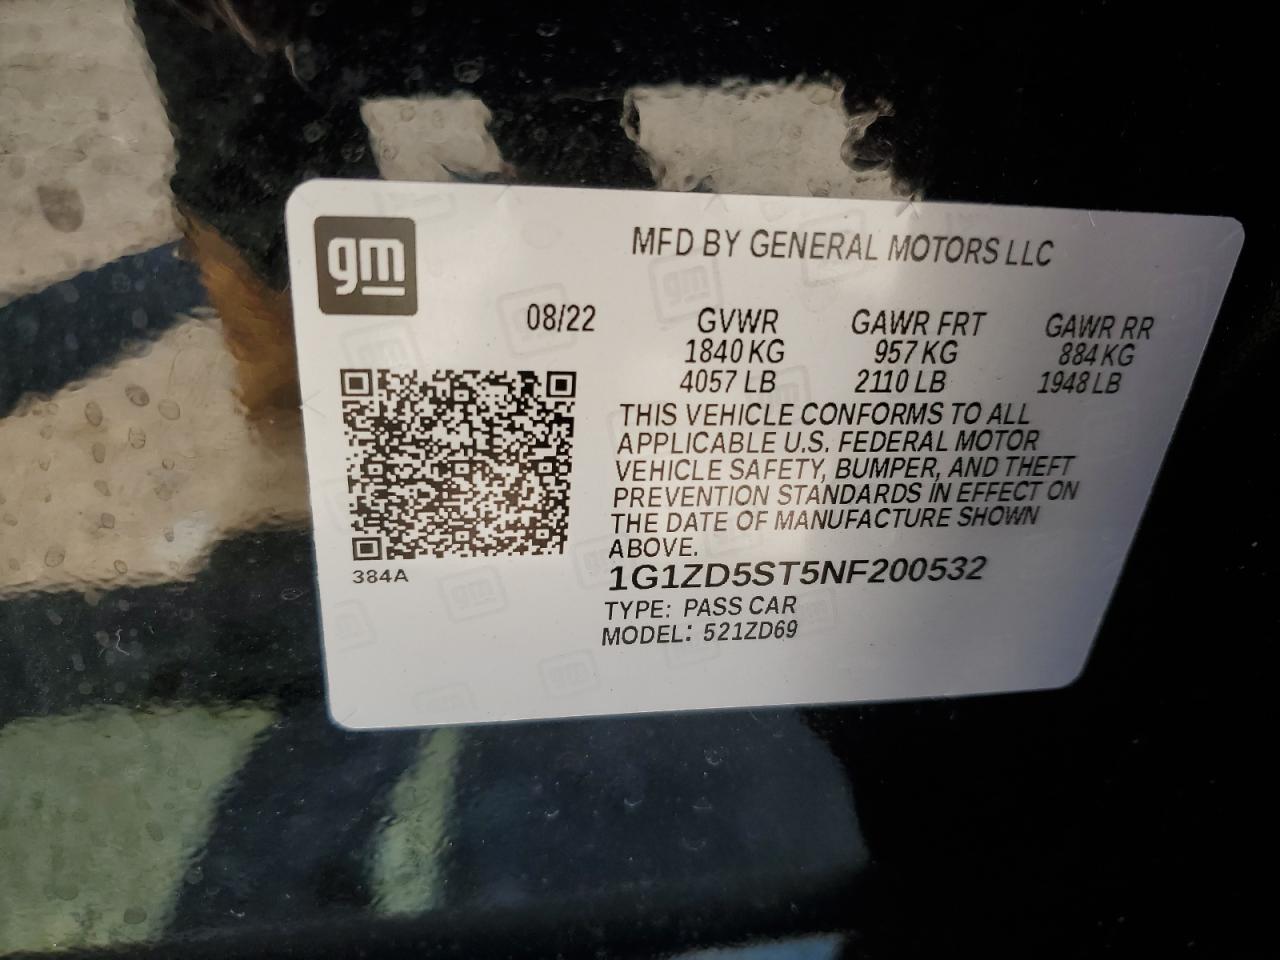 gm
MFD BY GENERAL MOTORS LLC
08/22 GVWR GAWR FRT GAWR RR
1840 KG 957 KG 884 KG
4057 LB 2110 LB 1948 LB
THIS VEHICLE CONFORMS TO ALL
APPLICABLE U.S. FEDERAL MOTOR
VEHICLE SAFETY, BUMPER, AND THEFT
PREVENTION STANDARDS IN EFFECT ON
THE DATE OF MANUFACTURE SHOWN
ABOVE.
384A
1G1ZD5ST5NF200532
TYPE: PASS CAR
MODEL: 521ZD69